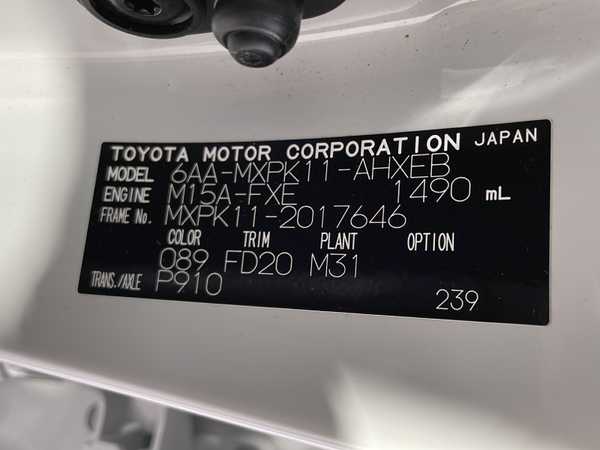 TOYOTA MOTOR CORPORATION JAPAN
MODEL 6AA-MXPK11-AHXEB
ENGINE M15A-FXE 1490 mL
FRAME No. MXPK11-2017646
COLOR TRIM PLANT OPTION
089 FD20 M31
TRANS./AXLE P910
239